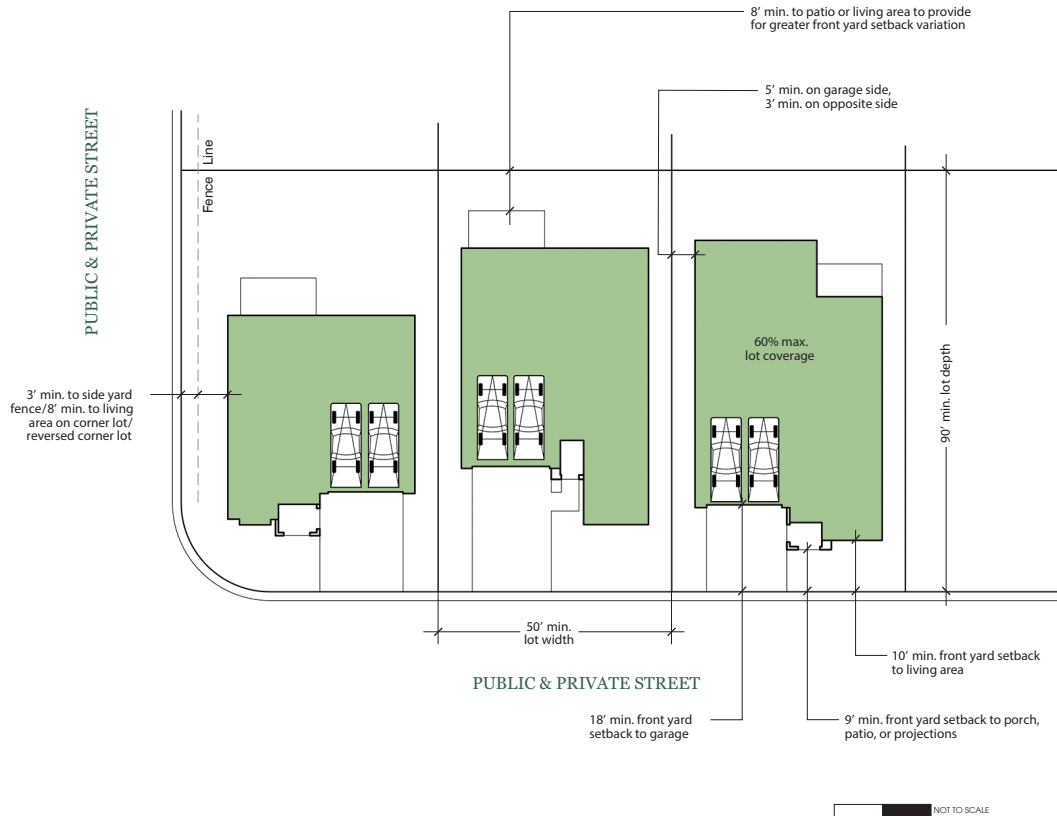 8’ min. to patio or living area to provide
for greater front yard setback variation
5’ min. on garage side,
3’ min. on opposite side
PUBLIC & PRIVATE STREET
Fence Line
60% max.
lot coverage
90’ min. lot depth
3’ min. to side yard
fence/8’ min. to living
area on corner lot/
reversed corner lot
50’ min.
lot width
10’ min. front yard setback
to living area
PUBLIC & PRIVATE STREET
18’ min. front yard
setback to garage
9’ min. front yard setback to porch,
patio, or projections
NOT TO SCALE